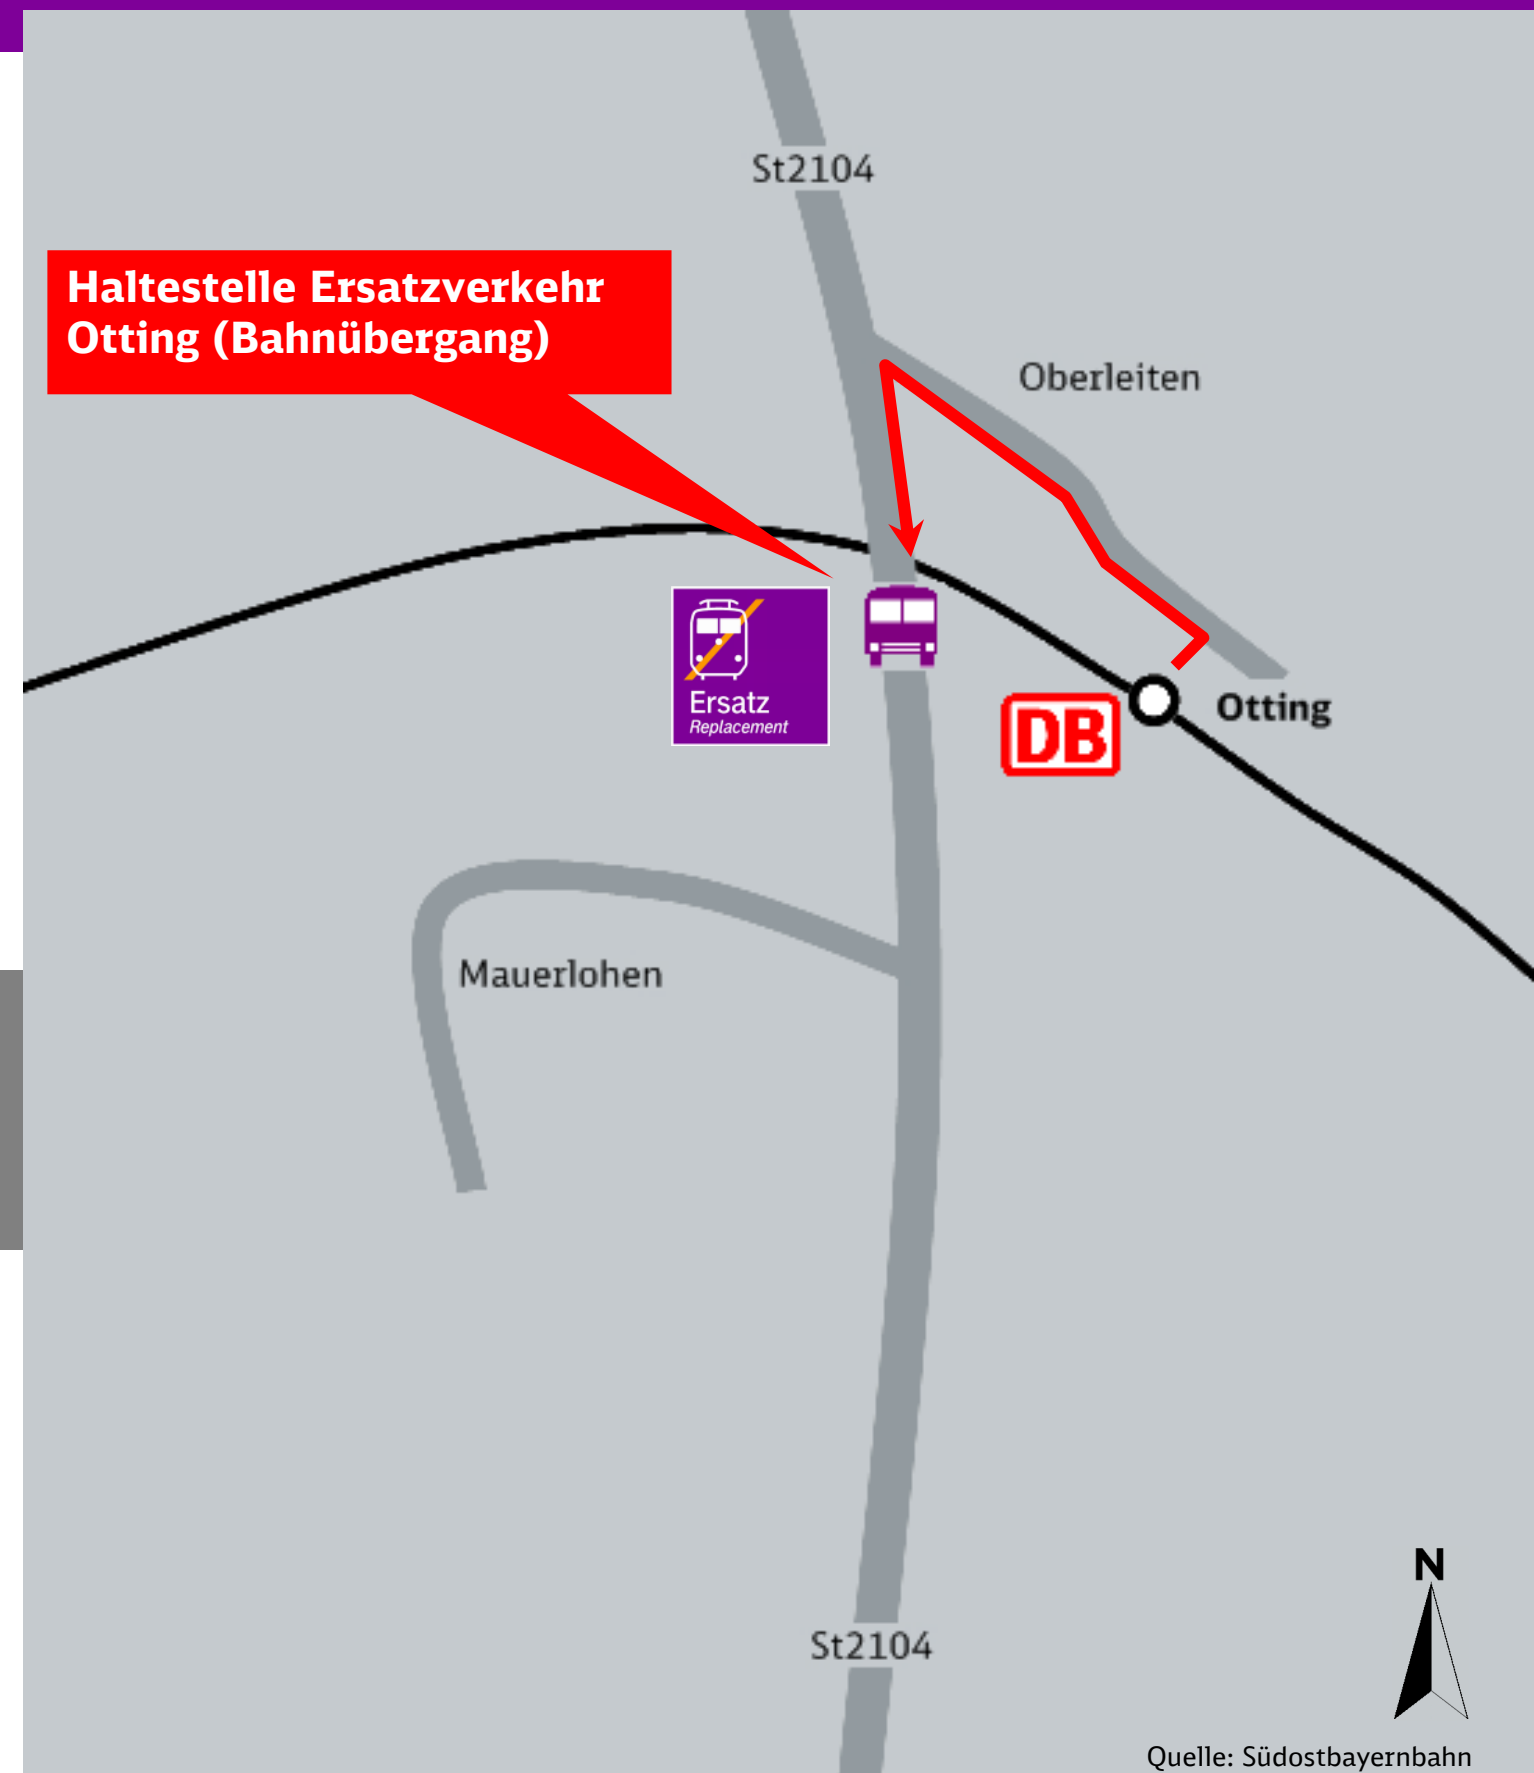 St2104
Haltestelle Ersatzverkehr
Otting (Bahnübergang)
Oberleiten
Ersatz
Replacement
DB
Otting
Mauerlohen
N
St2104
Quelle: Südostbayernbahn